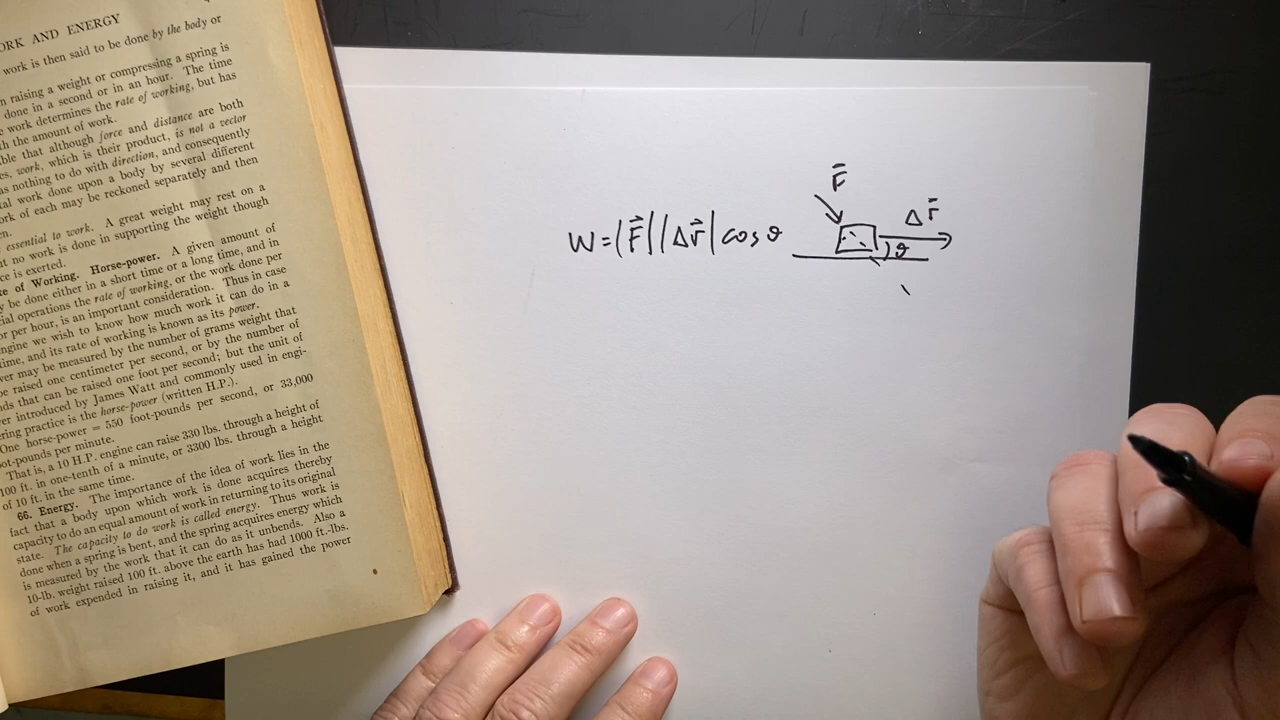 ORK AND ENERGY
work is then said to be done by the body or
n raising a weight or compressing a spring is
done in a second or in an hour. The time
e work determines the rate of working, but has
th the amount of work.
ble that although force and distance are both
es, work, which is their product, is not a vector
as nothing to do with direction, and consequently
tal work done upon a body by several different
ork of each may be reckoned separately and then
en.
essential to work. A great weight may rest on a
ut no work is done in supporting the weight though
ce is exerted.
te of Working. Horse-power. A given amount of
y be done either in a short time or a long time, and in
cial operations the rate of working, or the work done per
or per hour, is an important consideration. Thus in case
ngine we wish to know how much work it can do in a
time, and its rate of working is known as its power.
wer may be measured by the number of grams weight that
be raised one centimeter per second, or by the number of
nds that can be raised one foot per second; but the unit of
er introduced by James Watt and commonly used in engi-
ering practice is the horse-power (written H.P.).
One horse-power = 550 foot-pounds per second, or 33,000
oot-pounds per minute.
That is, a 10 H.P. engine can raise 330 lbs. through a height of
100 ft. in one-tenth of a minute, or 3300 lbs. through a height
of 10 ft. in the same time.
66. Energy. The importance of the idea of work lies in the
fact that a body upon which work is done acquires thereby
capacity to do an equal amount of work in returning to its original
state. The capacity to do work is called energy. Thus work is
done when a spring is bent, and the spring acquires energy which
is measured by the work that it can do as it unbends. Also a
10-lb. weight raised 100 ft. above the earth has had 1000 ft.-lbs.
of work expended in raising it, and it has gained the power
W=|F⃗||Δr⃗|cosθ
F̄
Δr⃗
θ